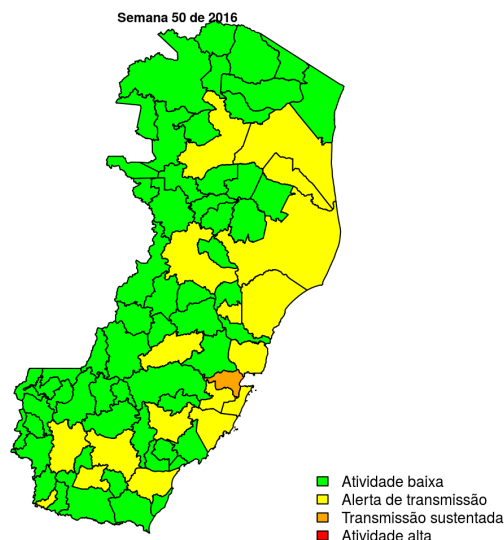 Semana 50 de 2016
Atividade baixa
Alerta de transmissão
Transmissão sustentada
Atividade alta